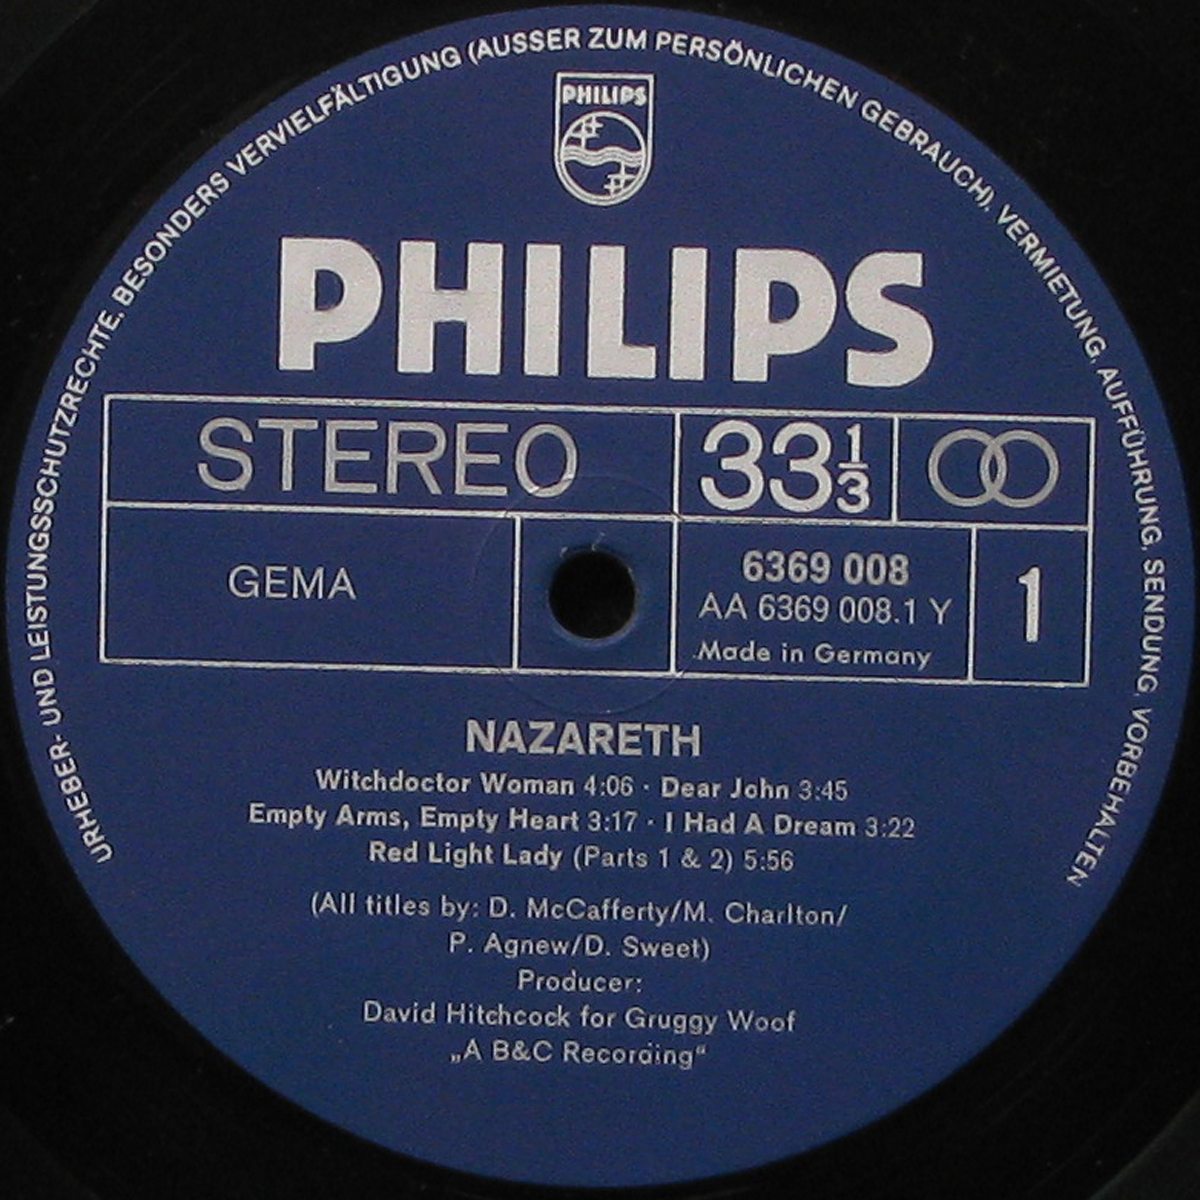 URHEBER- UND LEISTUNGSSCHUTZRECHTE, BESONDERS VERVIELFÄLTIGUNG (AUSSER ZUM PERSÖNLICHEN GEBRAUCH), VERMIETUNG, AUFFÜHRUNG, SENDUNG, VORBEHALTEN
PHILIPS
PHILIPS
STEREO 33 1/3
GEMA
6369 008
AA 6369 008.1 Y
Made in Germany
1
NAZARETH
Witchdoctor Woman 4:06 · Dear John 3:45
Empty Arms, Empty Heart 3:17 · I Had A Dream 3:22
Red Light Lady (Parts 1 & 2) 5:56
(All titles by: D. McCafferty/M. Charlton/
P. Agnew/D. Sweet)
Producer:
David Hitchcock for Gruggy Woof
„A B&C Recording“